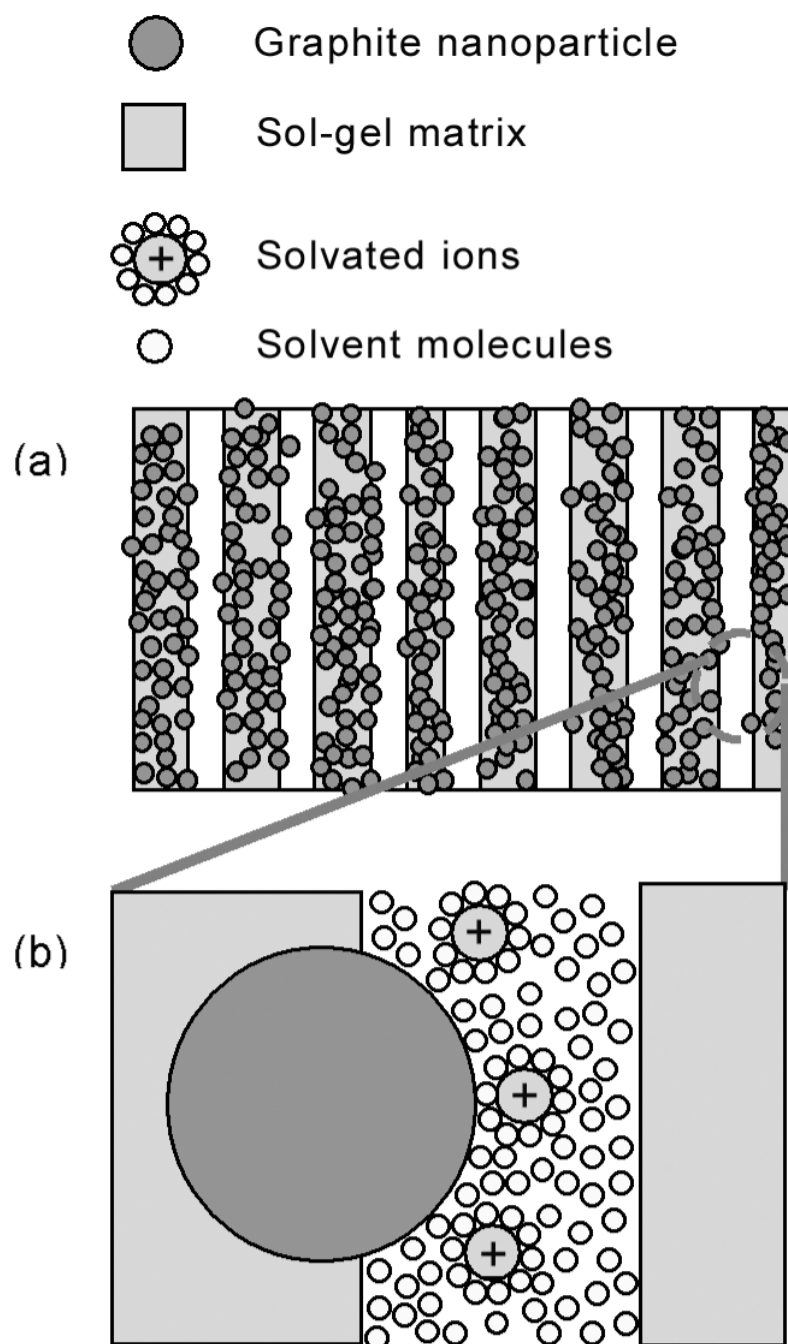 Graphite nanoparticle
Sol-gel matrix
+
Solvated ions
Solvent molecules
(a)
(b)
+
+
+